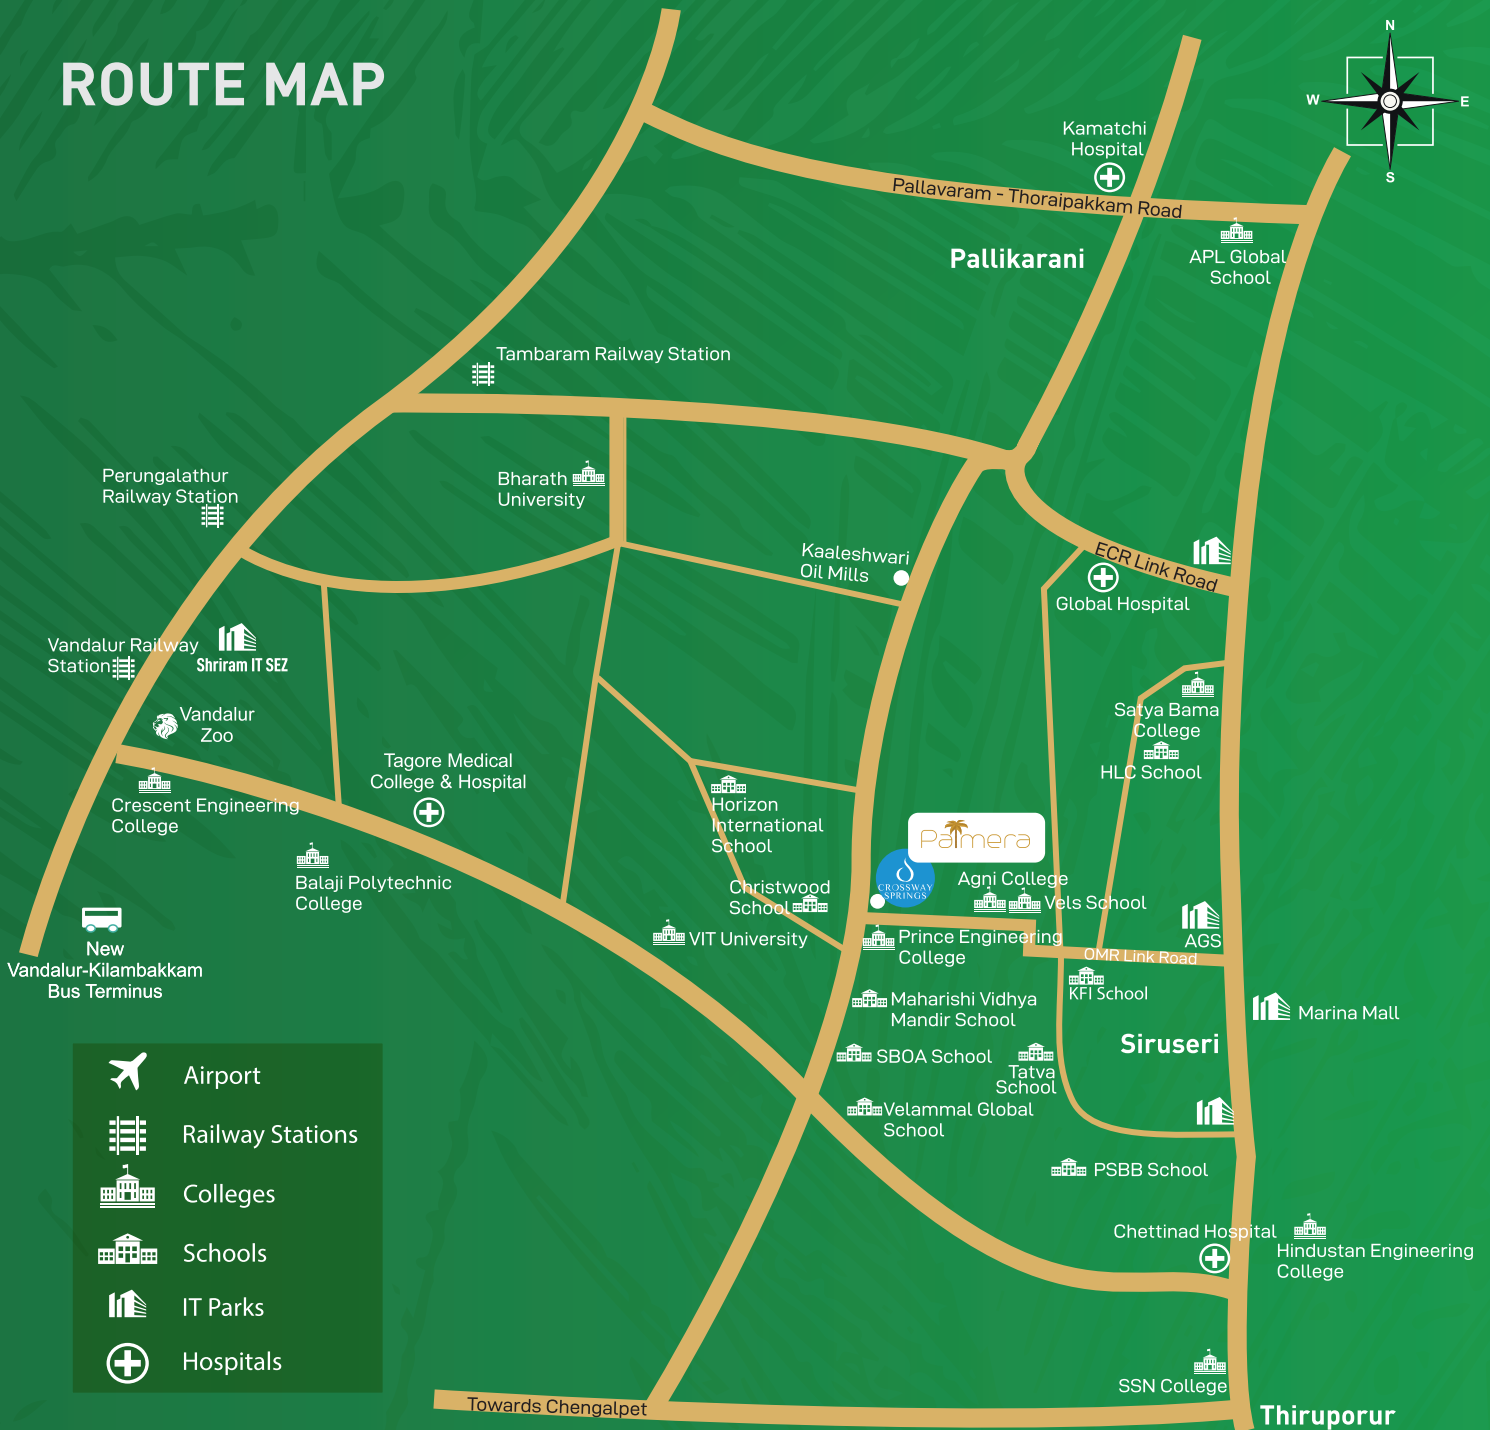 ROUTE MAP
N
W
E
S
Kamatchi
Hospital
Pallavaram - Thoraipakkam Road
Pallikarani
APL Global
School
Tambaram Railway Station
Perungalathur
Railway Station
Bharath
University
Kaaleshwari
Oil Mills
ECR Link Road
Global Hospital
Vandalur Railway
Station
Shriram IT SEZ
Vandalur
Zoo
Satya Bama
College
HLC School
Tagore Medical
College & Hospital
Crescent Engineering
College
Horizon
International
School
Palmera
CROSSWAY
SPRINGS
Balaji Polytechnic
College
Christwood
School
Agni College
Vels School
New
Vandalur-Kilambakkam
Bus Terminus
VIT University
Prince Engineering
College
AGS
OMR Link Road
KFI School
Maharishi Vidhya
Mandir School
Marina Mall
Siruseri
SBOA School
Tatva
School
Velammal Global
School
PSBB School
Chettinad Hospital
Hindustan Engineering
College
SSN College
Towards Chengalpet
Thiruporur
Airport
Railway Stations
Colleges
Schools
IT Parks
Hospitals